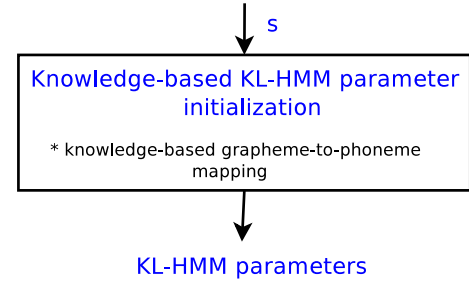 s
Knowledge-based KL-HMM parameter
initialization
* knowledge-based grapheme-to-phoneme
mapping
KL-HMM parameters